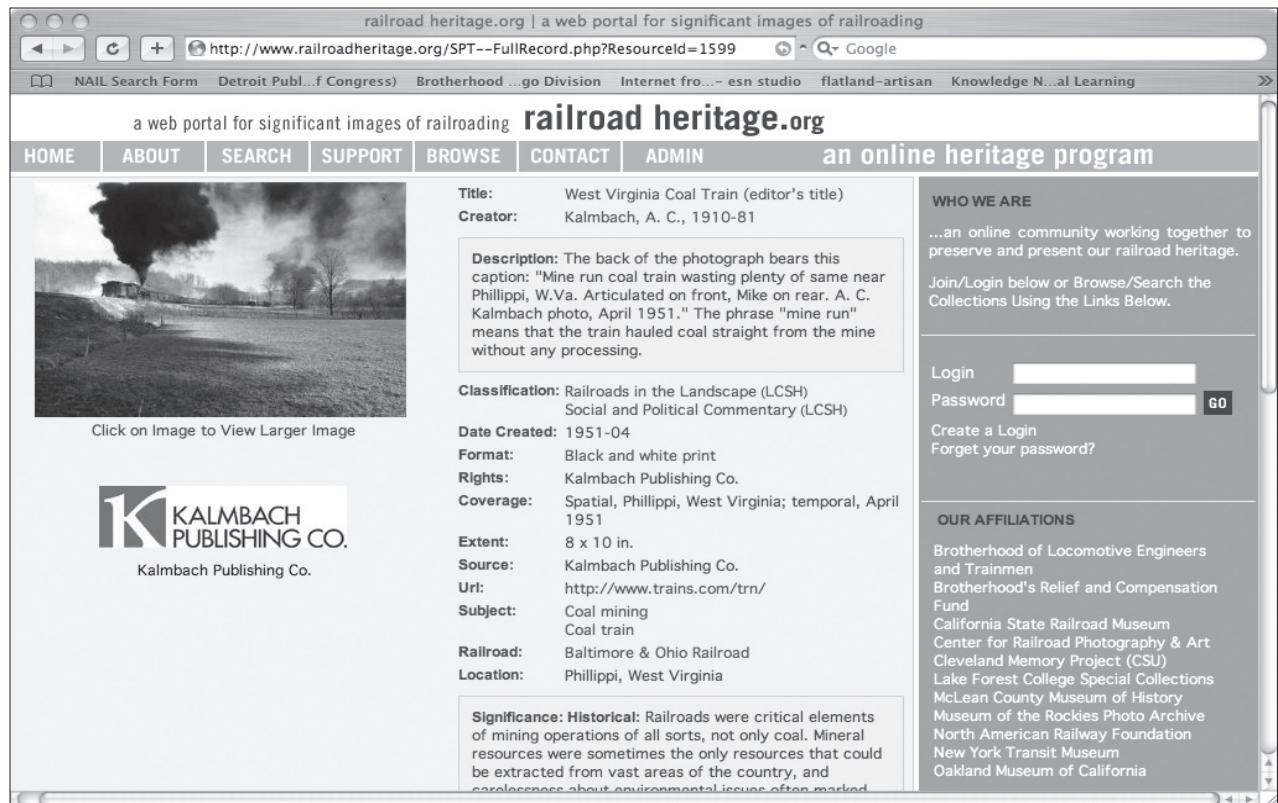 railroad heritage.org | a web portal for significant images of railroading
http://www.railroadheritage.org/SPT--FullRecord.php?ResourceId=1599
Google
NAIL Search Form Detroit Publ...f Congress) Brotherhood ...go Division Internet fro...- esn studio flatland-artisan Knowledge N...al Learning
a web portal for significant images of railroading railroad heritage.org
HOME ABOUT SEARCH SUPPORT BROWSE CONTACT ADMIN an online heritage program
Click on Image to View Larger Image
K KALMBACH
PUBLISHING CO.
Kalmbach Publishing Co.
Title: West Virginia Coal Train (editor's title)
Creator: Kalmbach, A. C., 1910-81
Description: The back of the photograph bears this
caption: "Mine run coal train wasting plenty of same near
Phillippi, W.Va. Articulated on front, Mike on rear. A. C.
Kalmbach photo, April 1951." The phrase "mine run"
means that the train hauled coal straight from the mine
without any processing.
Classification: Railroads in the Landscape (LCSH)
Social and Political Commentary (LCSH)
Date Created: 1951-04
Format: Black and white print
Rights: Kalmbach Publishing Co.
Coverage: Spatial, Phillippi, West Virginia; temporal, April
1951
Extent: 8 x 10 in.
Source: Kalmbach Publishing Co.
Url: http://www.trains.com/trn/
Subject: Coal mining
Coal train
Railroad: Baltimore & Ohio Railroad
Location: Phillippi, West Virginia
Significance: Historical: Railroads were critical elements
of mining operations of all sorts, not only coal. Mineral
resources were sometimes the only resources that could
be extracted from vast areas of the country, and
carelessness about environmental issues often marked
WHO WE ARE
...an online community working together to
preserve and present our railroad heritage.
Join/Login below or Browse/Search the
Collections Using the Links Below.
Login
Password GO
Create a Login
Forget your password?
OUR AFFILIATIONS
Brotherhood of Locomotive Engineers
and Trainmen
Brotherhood's Relief and Compensation
Fund
California State Railroad Museum
Center for Railroad Photography & Art
Cleveland Memory Project (CSU)
Lake Forest College Special Collections
McLean County Museum of History
Museum of the Rockies Photo Archive
North American Railway Foundation
New York Transit Museum
Oakland Museum of California